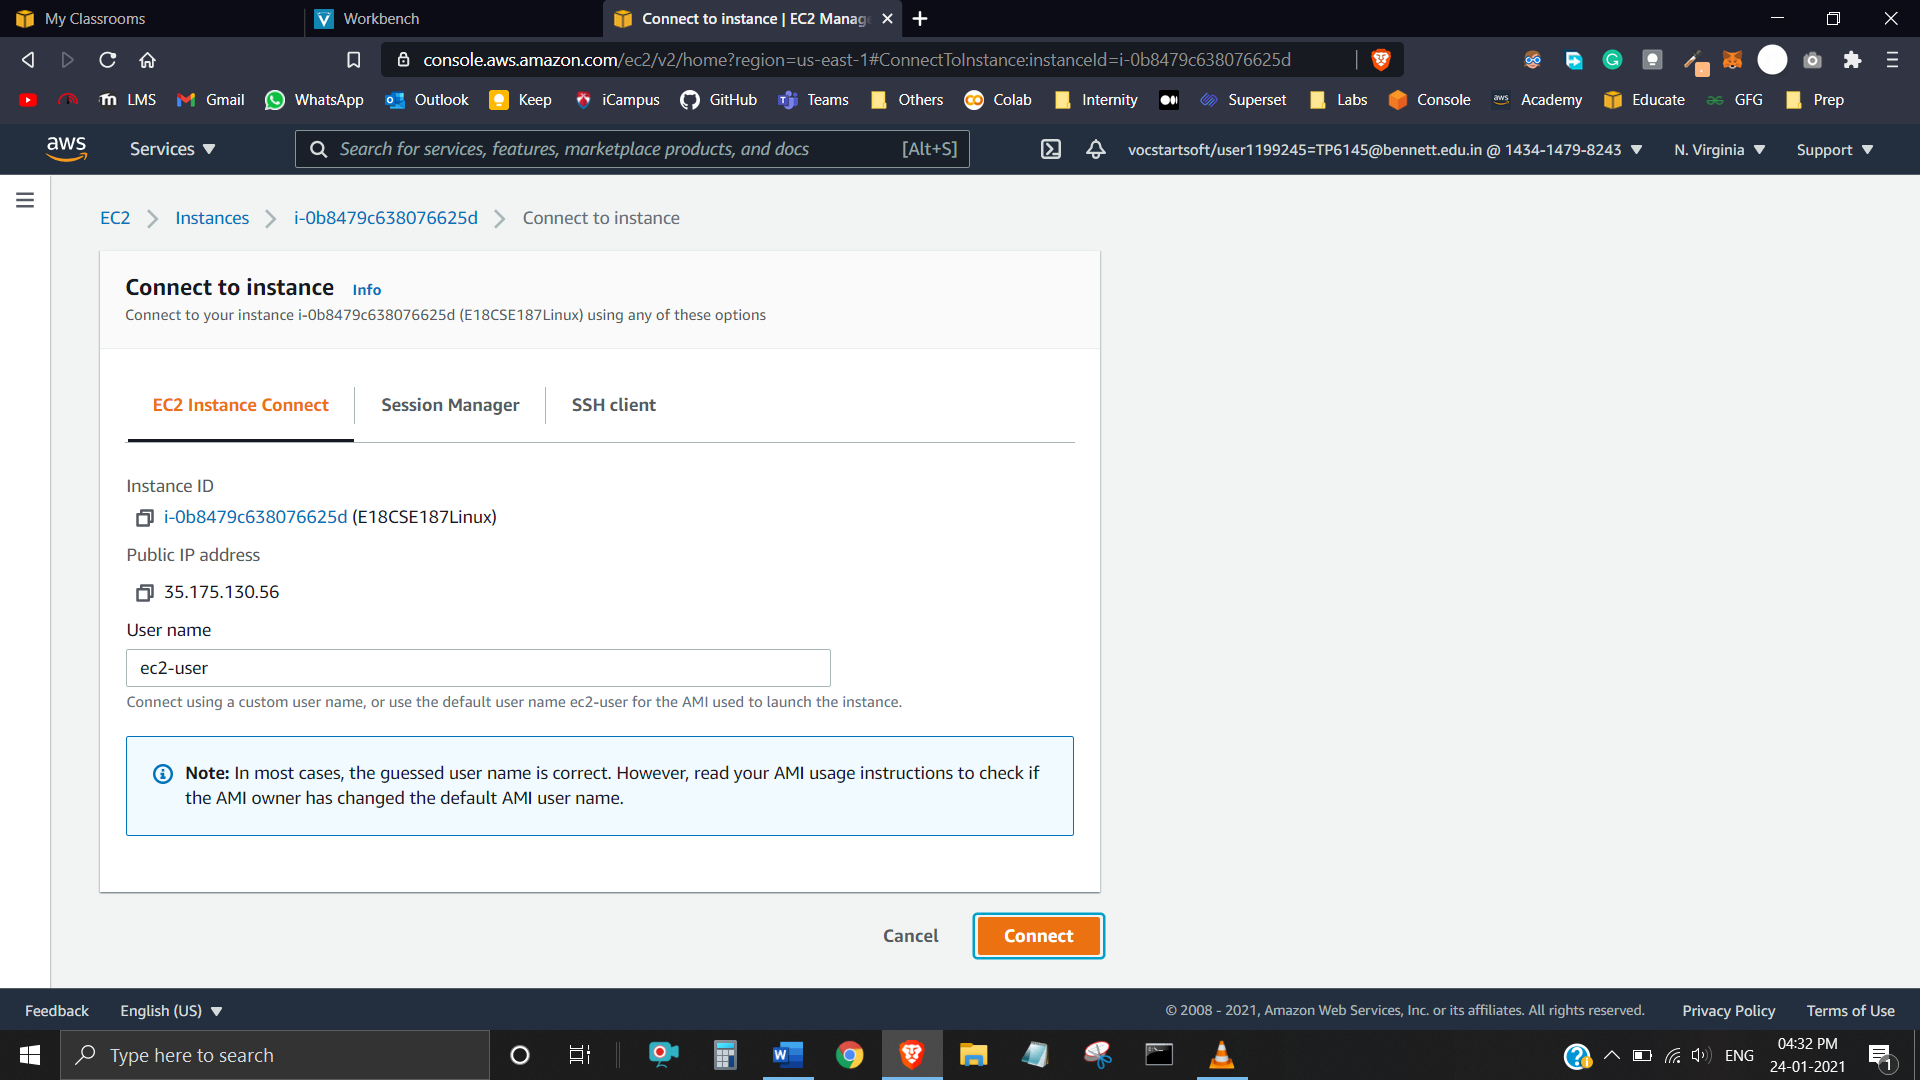 My Classrooms
Workbench
Connect to instance | EC2 Manag
console.aws.amazon.com/ec2/v2/home?region=us-east-1#ConnectToInstance:instanceId=i-0b8479c638076625d
LMS Gmail WhatsApp Outlook Keep iCampus GitHub Teams Others Colab Internity Superset Labs Console aws Academy Educate GFG Prep
aws Services Search for services, features, marketplace products, and docs [Alt+S] vocstartsoft/user1199245=TP6145@bennett.edu.in @ 1434-1479-8243 N. Virginia Support
EC2 Instances i-0b8479c638076625d Connect to instance
Connect to instance Info
Connect to your instance i-0b8479c638076625d (E18CSE187Linux) using any of these options
EC2 Instance Connect Session Manager SSH client
Instance ID
i-0b8479c638076625d (E18CSE187Linux)
Public IP address
35.175.130.56
User name
ec2-user
Connect using a custom user name, or use the default user name ec2-user for the AMI used to launch the instance.
Note: In most cases, the guessed user name is correct. However, read your AMI usage instructions to check if
the AMI owner has changed the default AMI user name.
Cancel Connect
Feedback English (US) © 2008 - 2021, Amazon Web Services, Inc. or its affiliates. All rights reserved. Privacy Policy Terms of Use
Type here to search
ENG
04:32 PM
24-01-2021
1